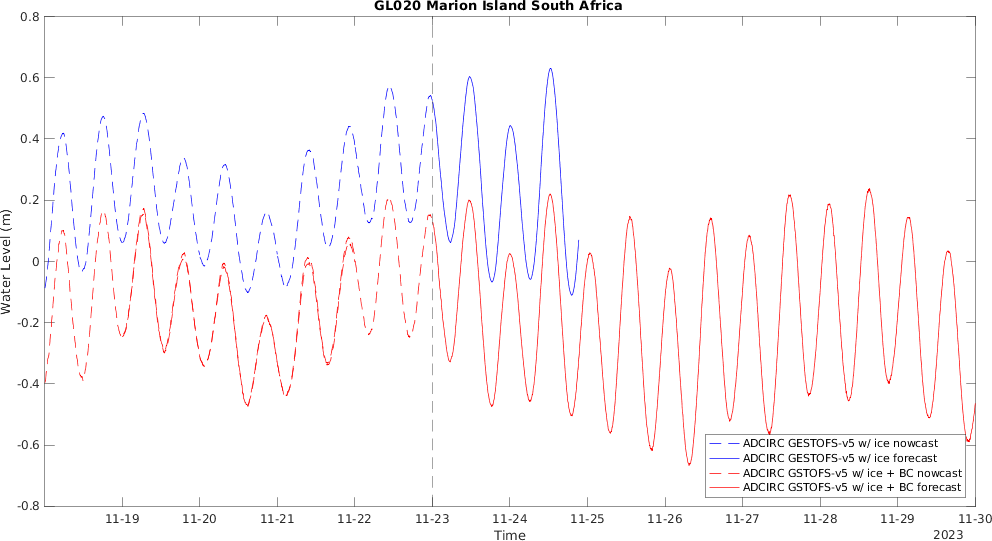 GL020 Marion Island South Africa
0.8
0.6
0.4
0.2
0
-0.2
-0.4
-0.6
-0.8
Water Level (m)
ADCIRC GESTOFS-v5 w/ ice nowcast
ADCIRC GESTOFS-v5 w/ ice forecast
ADCIRC GSTOFS-v5 w/ ice + BC nowcast
ADCIRC GSTOFS-v5 w/ ice + BC forecast
11-19 11-20 11-21 11-22 11-23 11-24 11-25 11-26 11-27 11-28 11-29 11-30
Time
2023